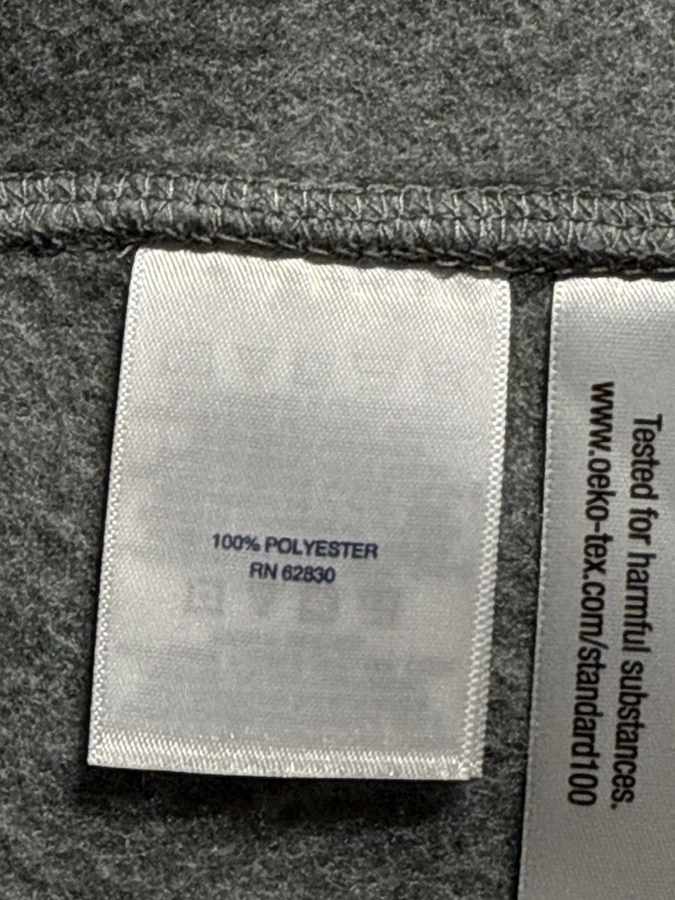 100% POLYESTER
RN 62830
Tested for harmful substances.
www.oeko-tex.com/standard100